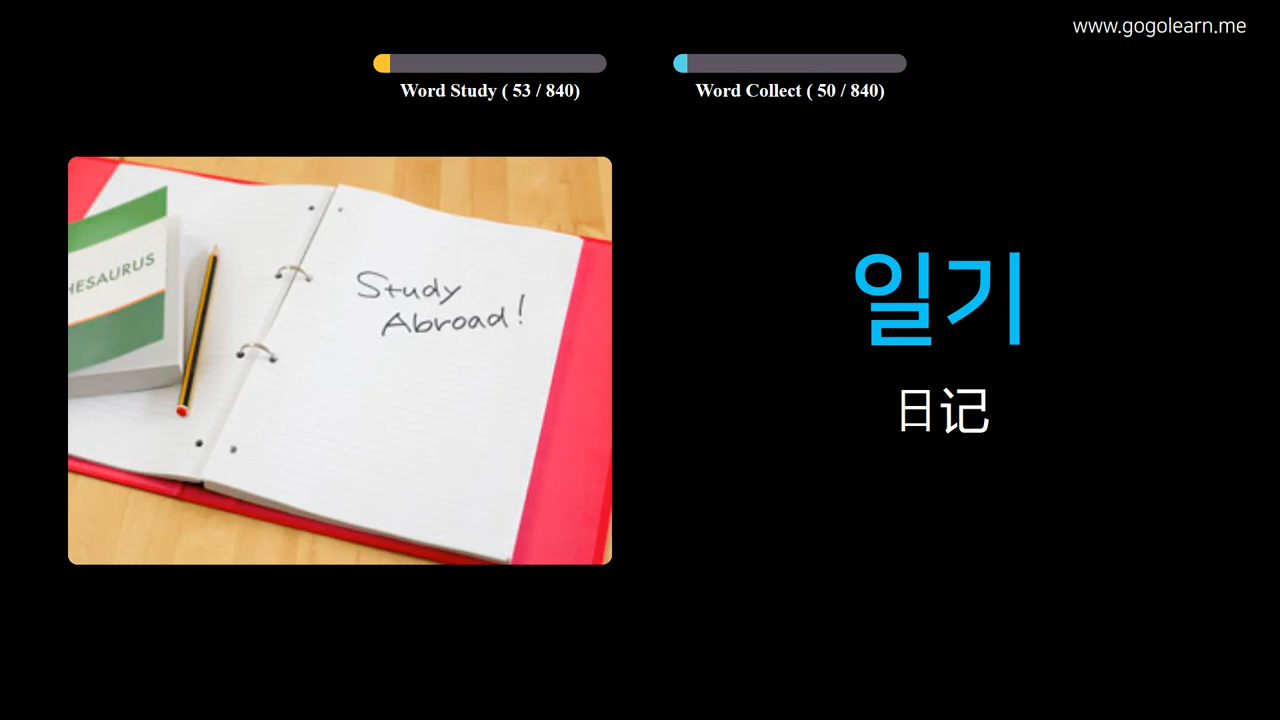 www.gogolearn.me
Word Study ( 53 / 840)
Word Collect ( 50 / 840)
HESAURUS
Study
Abroad!
일기
日记